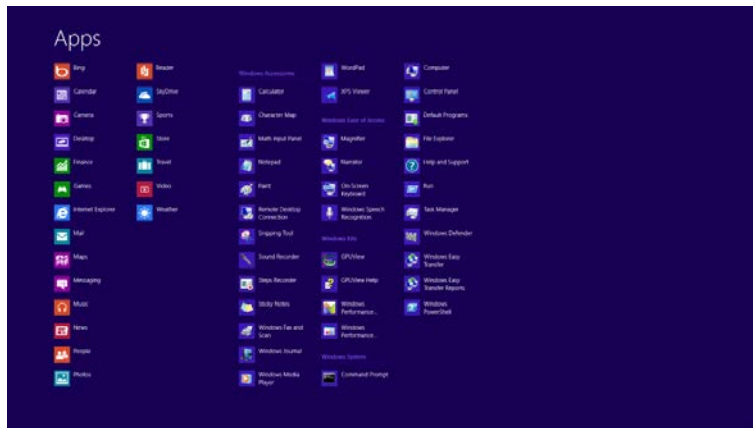 Apps
Bing
Calendar
Camera
Desktop
Finance
Games
Internet Explorer
Mail
Maps
Messaging
Music
News
People
Photos
Reader
SkyDrive
Sports
Store
Travel
Video
Weather
Windows Accessories
Calculator
Character Map
Math Input Panel
Notepad
Paint
Remote Desktop
Connection
Snipping Tool
Sound Recorder
Steps Recorder
Sticky Notes
Windows Fax and
Scan
Windows Journal
Windows Media
Player
WordPad
XPS Viewer
Windows Ease of Access
Magnifier
Narrator
On-Screen
Keyboard
Windows Speech
Recognition
Windows Kits
GPUView
GPUView Help
Windows
Performance...
Windows
Performance...
Windows System
Command Prompt
Computer
Control Panel
Default Programs
File Explorer
Help and Support
Run
Task Manager
Windows Defender
Windows Easy
Transfer
Windows Easy
Transfer Reports
Windows
PowerShell